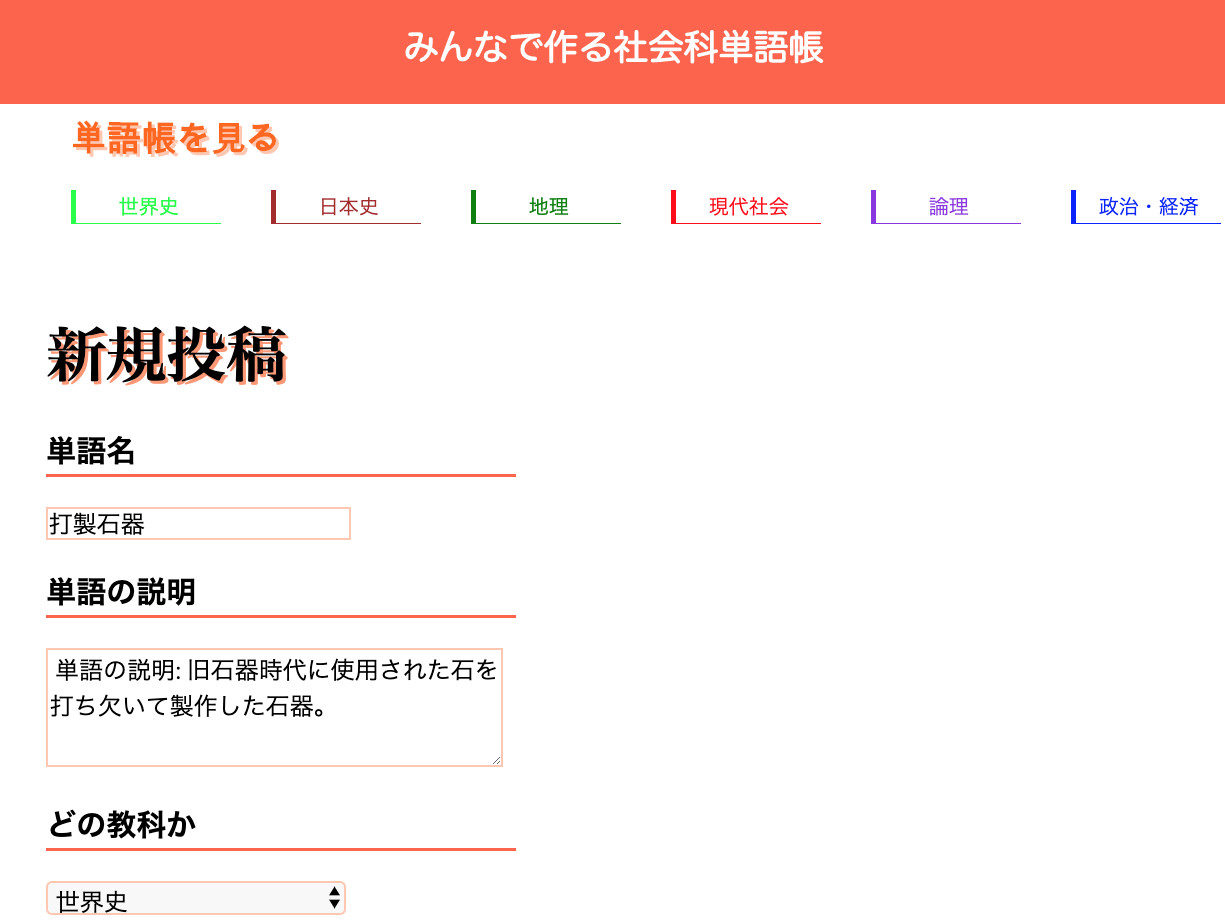 みんなで作る社会科単語帳
単語帳を見る
世界史 日本史 地理 現代社会 論理 政治・経済
新規投稿
単語名
打製石器
単語の説明
単語の説明: 旧石器時代に使用された石を
打ち欠いて製作した石器。
どの教科か
世界史